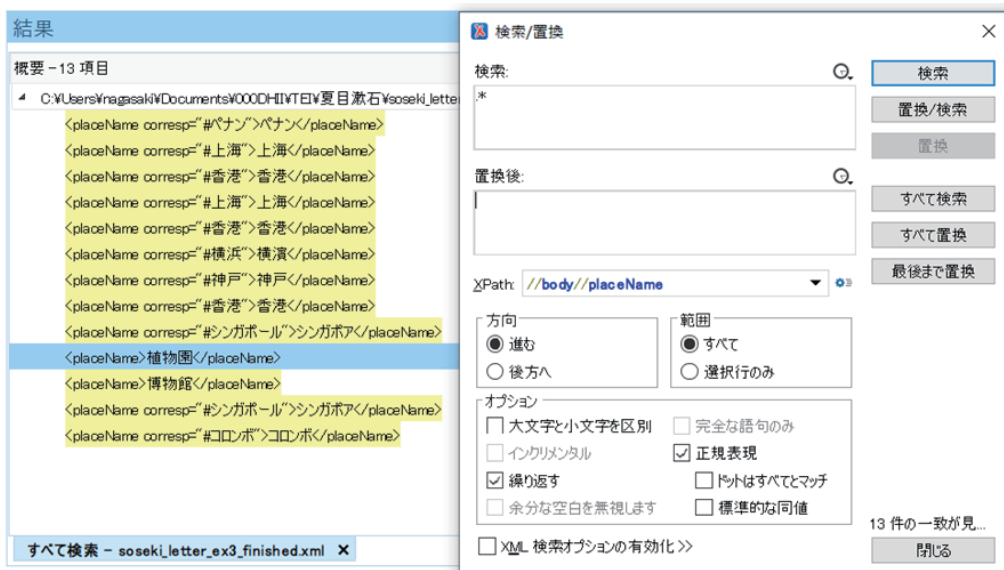 結果
概要 – 13 項目
C:¥Users¥nagasaki¥Documents¥000DHII¥TEI¥夏目漱石¥soseki_letter
<placeName corresp="#ペナン">ペナン</placeName>
<placeName corresp="#上海">上海</placeName>
<placeName corresp="#香港">香港</placeName>
<placeName corresp="#上海">上海</placeName>
<placeName corresp="#香港">香港</placeName>
<placeName corresp="#横浜">横濱</placeName>
<placeName corresp="#神戸">神戸</placeName>
<placeName corresp="#香港">香港</placeName>
<placeName corresp="#シンガポール">シンガポア</placeName>
<placeName>植物園</placeName>
<placeName>博物館</placeName>
<placeName corresp="#シンガポール">シンガポア</placeName>
<placeName corresp="#コロンボ">コロンボ</placeName>
すべて検索 – soseki_letter_ex3_finished.xml ×
検索/置換
検索:
.*
置換後:
XPath: //body//placeName
方向
進む
後方へ
範囲
すべて
選択行のみ
オプション
大文字と小文字を区別
完全な語句のみ
インクリメンタル
正規表現
繰り返す
ドットはすべてとマッチ
余分な空白を無視します
標準的な同値
XML 検索オプションの有効化 >>
検索
置換/検索
置換
すべて検索
すべて置換
最後まで置換
13 件の一致が見...
閉じる